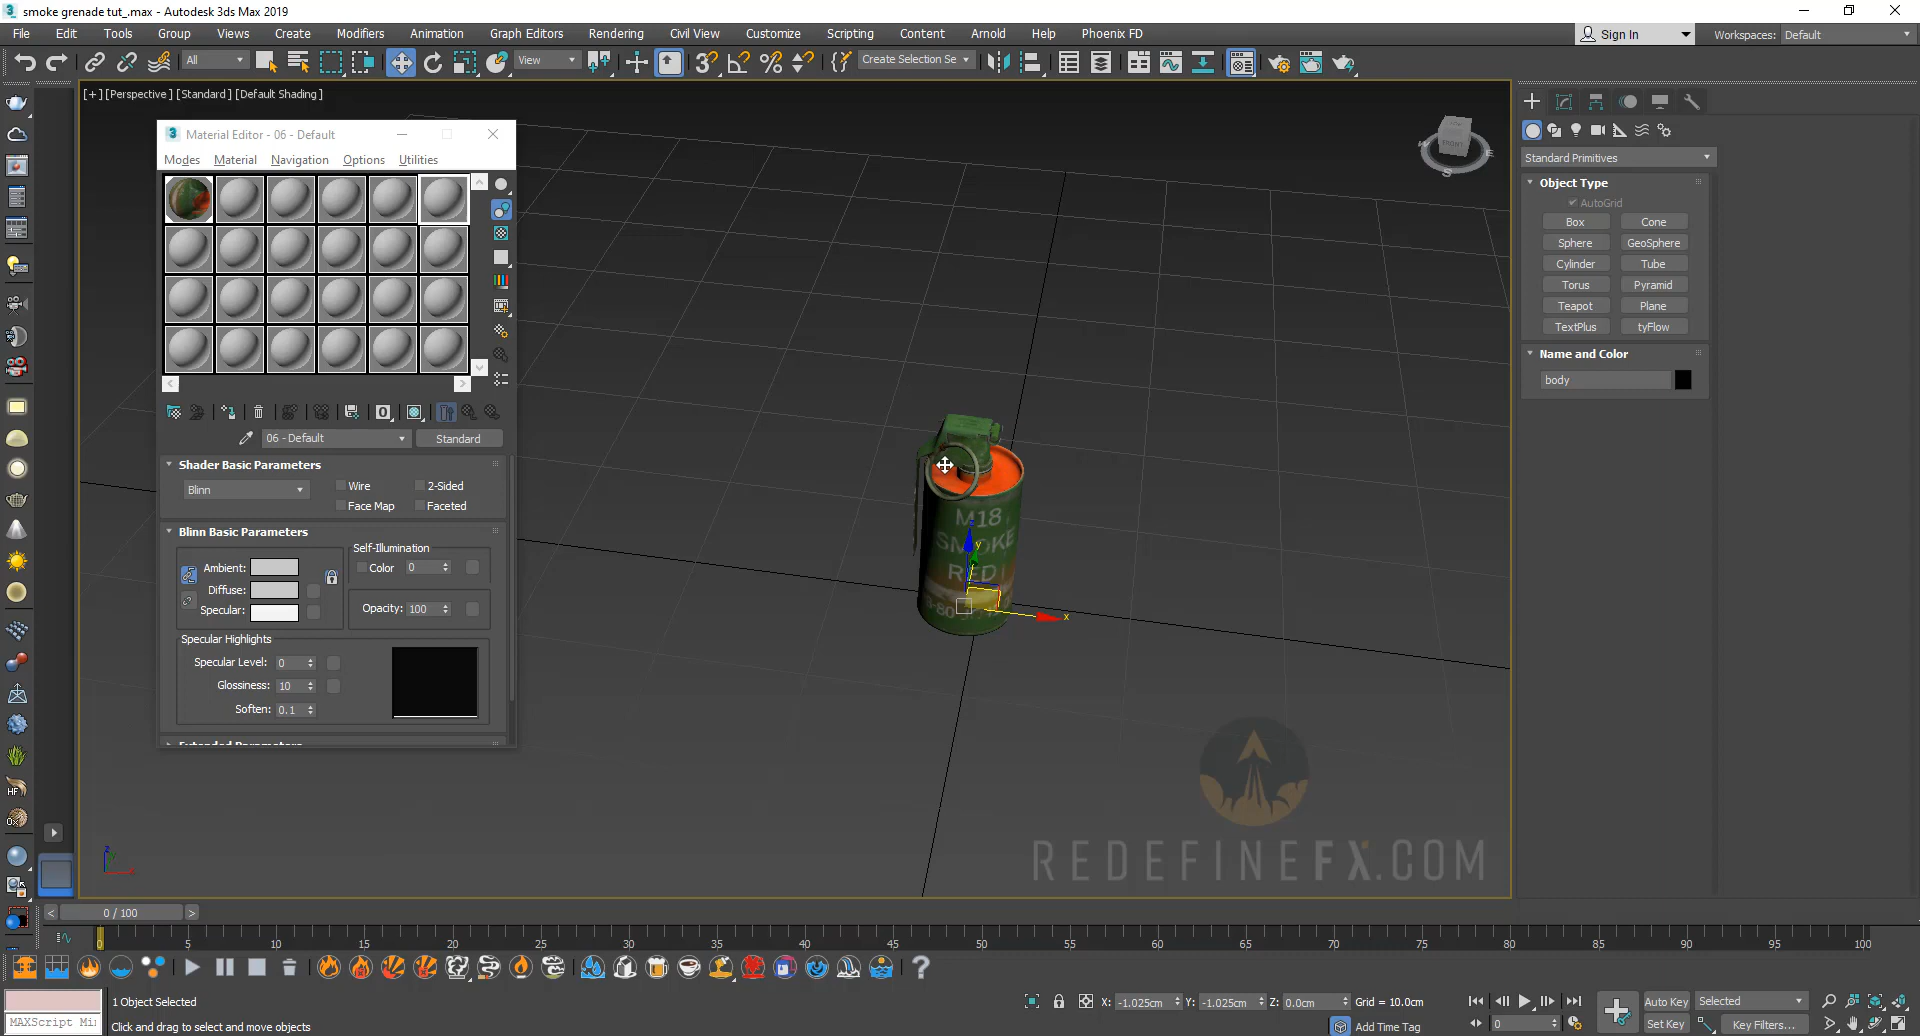 smoke grenade tut_.max - Autodesk 3ds Max 2019
File Edit Tools Group Views Create Modifiers Animation Graph Editors Rendering Civil View Customize Scripting Content Arnold Help Phoenix FD
Sign In Workspaces: Default
All View Create Selection Se
[+] [Perspective] [Standard] [Default Shading]
Material Editor - 06 - Default
Modes Material Navigation Options Utilities
06 - Default Standard
Shader Basic Parameters
Blinn Wire 2-Sided
Face Map Faceted
Blinn Basic Parameters
Self-Illumination
Ambient: Color 0
Diffuse:
Specular: Opacity: 100
Specular Highlights
Specular Level: 0
Glossiness: 10
Soften: 0.1
Extended Parameters
M18
SMOKE
RED
z
y
x
REDEFINEFX.COM
Standard Primitives
Object Type
AutoGrid
Box Cone
Sphere GeoSphere
Cylinder Tube
Torus Pyramid
Teapot Plane
TextPlus tyFlow
Name and Color
body
HF
< 0 / 100 >
0 5 10 15 20 25 30 35 40 45 50 55 60 65 70 75 80 85 90 95 100
1 Object Selected
X: -1.025cm Y: -1.025cm Z: 0.0cm Grid = 10.0cm
Auto Key Selected
MAXScript Mi
Click and drag to select and move objects
Add Time Tag
0
Set Key Key Filters...